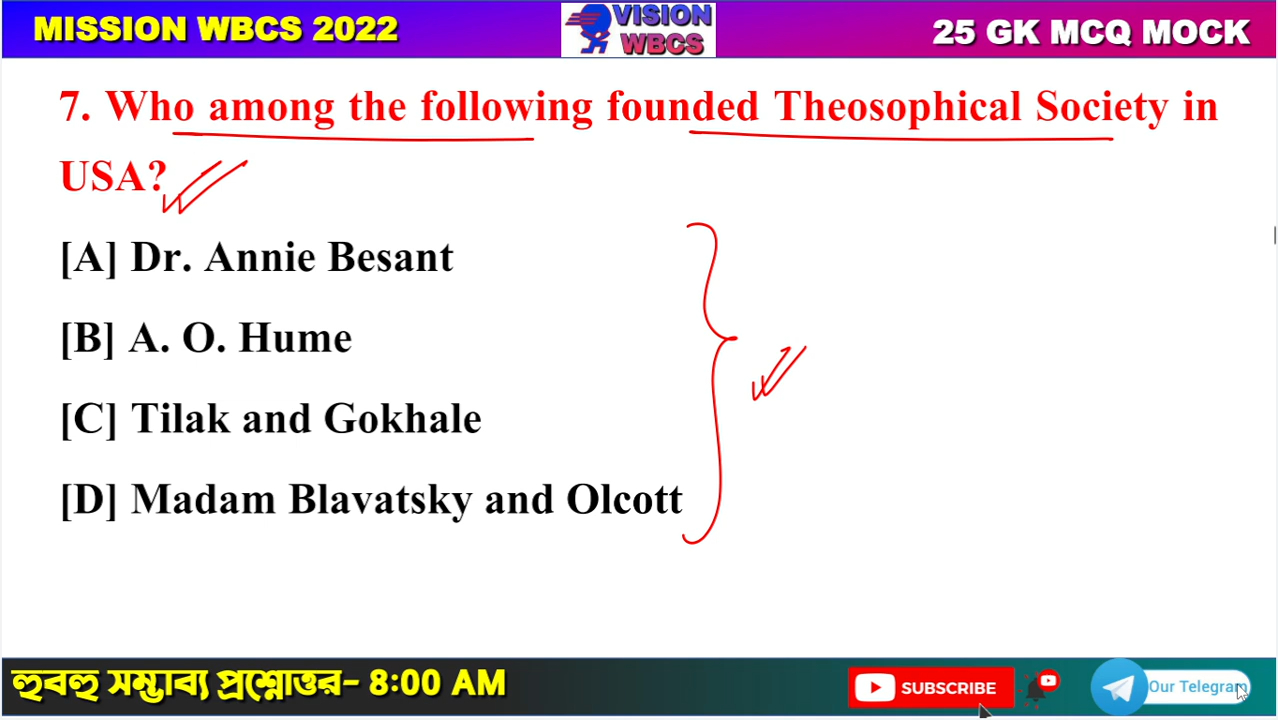 MISSION WBCS 2022
VISION
WBCS
25 GK MCQ MOCK
7. Who among the following founded Theosophical Society in
USA?
[A] Dr. Annie Besant
[B] A. O. Hume
[C] Tilak and Gokhale
[D] Madam Blavatsky and Olcott
হুবহু সম্ভাব্য প্রশ্নোত্তর- 8:00 AM
SUBSCRIBE
Our Telegram